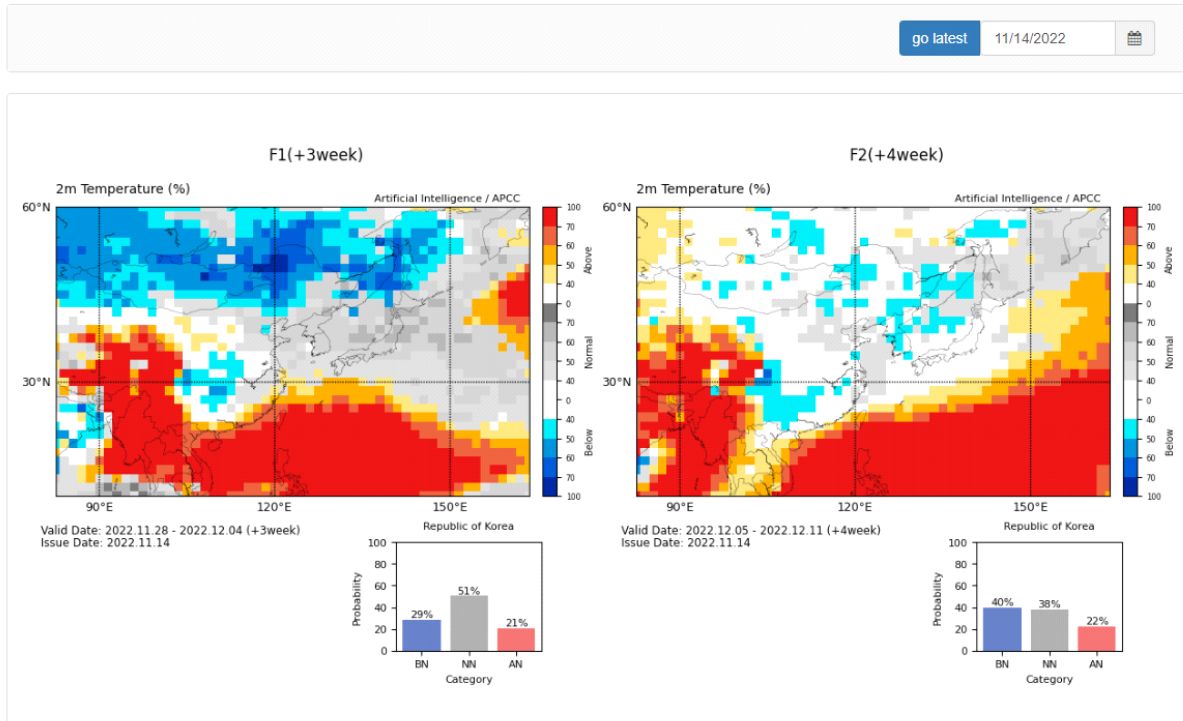 go latest 11/14/2022
F1(+3week)
2m Temperature (%)
Artificial Intelligence / APCC
60°N
30°N
90°E
120°E
150°E
100
70
60
50
40
0
70
60
50
40
0
40
50
60
70
100
Above
Normal
Below
Valid Date: 2022.11.28 - 2022.12.04 (+3week)
Issue Date: 2022.11.14
Republic of Korea
Probability
100
80
60
40
20
0
29%
51%
21%
BN NN AN
Category
F2(+4week)
2m Temperature (%)
Artificial Intelligence / APCC
60°N
30°N
90°E
120°E
150°E
100
70
60
50
40
0
70
60
50
40
0
40
50
60
70
100
Above
Normal
Below
Valid Date: 2022.12.05 - 2022.12.11 (+4week)
Issue Date: 2022.11.14
Republic of Korea
Probability
100
80
60
40
20
0
40%
38%
22%
BN NN AN
Category